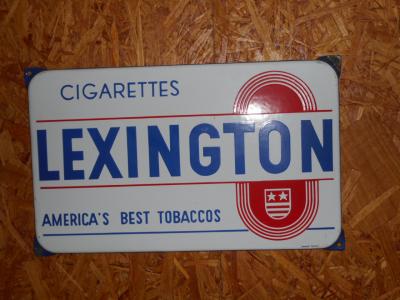 CIGARETTES
LEXINGTON
AMERICA'S BEST TOBACCOS